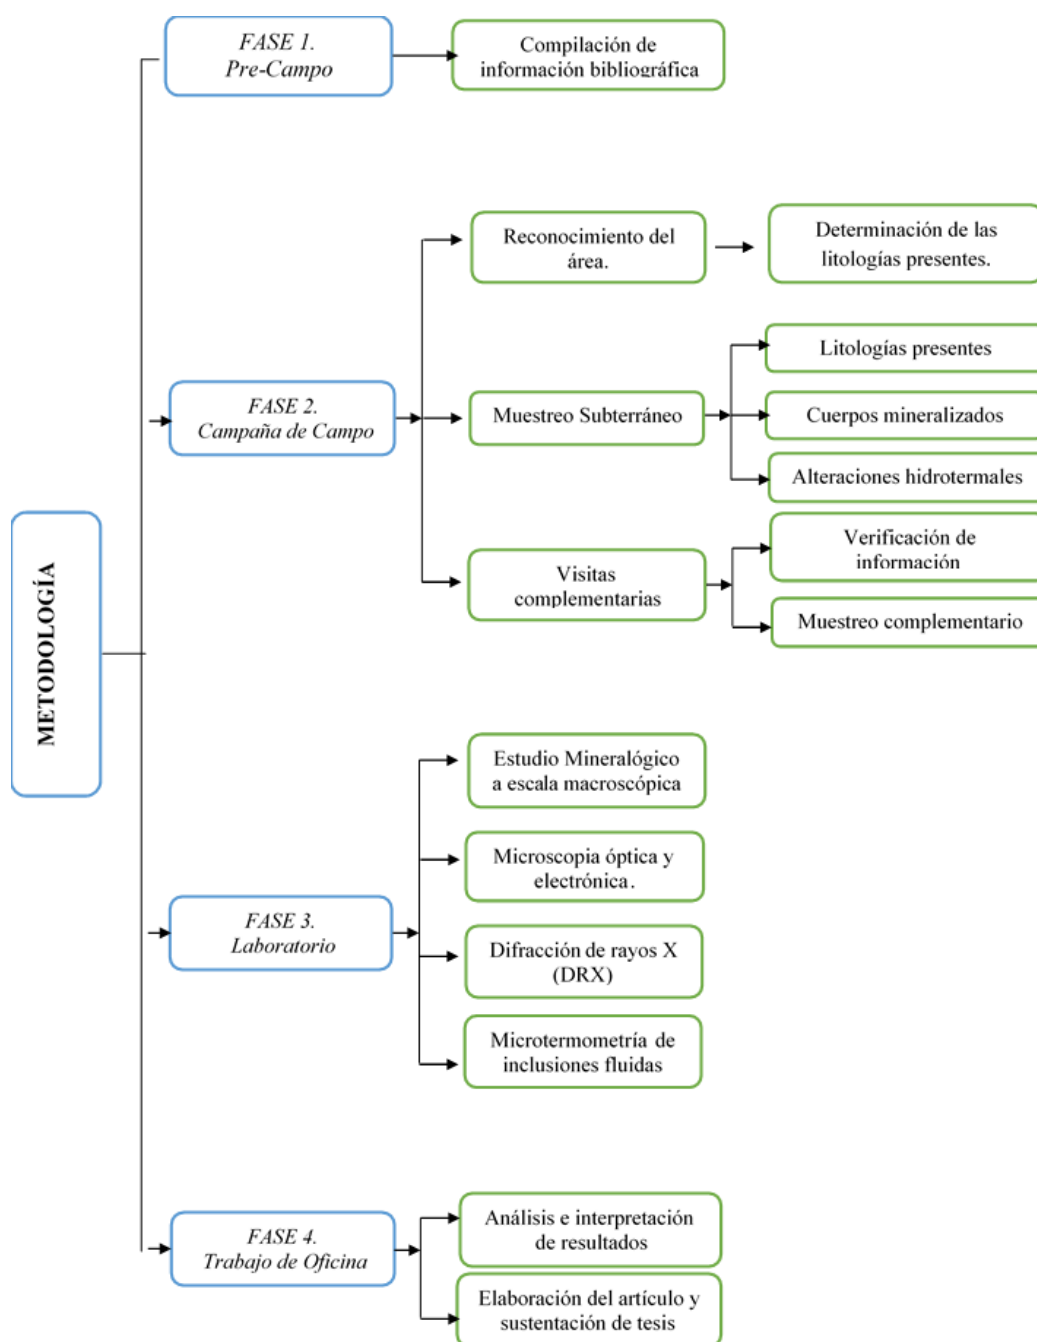 METODOLOGÍA
FASE 1.
Pre-Campo
Compilación de
información bibliográfica
FASE 2.
Campaña de Campo
Reconocimiento del
área.
Determinación de las
litologías presentes.
Muestreo Subterráneo
Litologías presentes
Cuerpos mineralizados
Alteraciones hidrotermales
Visitas
complementarias
Verificación de
información
Muestreo complementario
FASE 3.
Laboratorio
Estudio Mineralógico
a escala macroscópica
Microscopia óptica y
electrónica.
Difracción de rayos X
(DRX)
Microtermometría de
inclusiones fluidas
FASE 4.
Trabajo de Oficina
Análisis e interpretación
de resultados
Elaboración del artículo y
sustentación de tesis